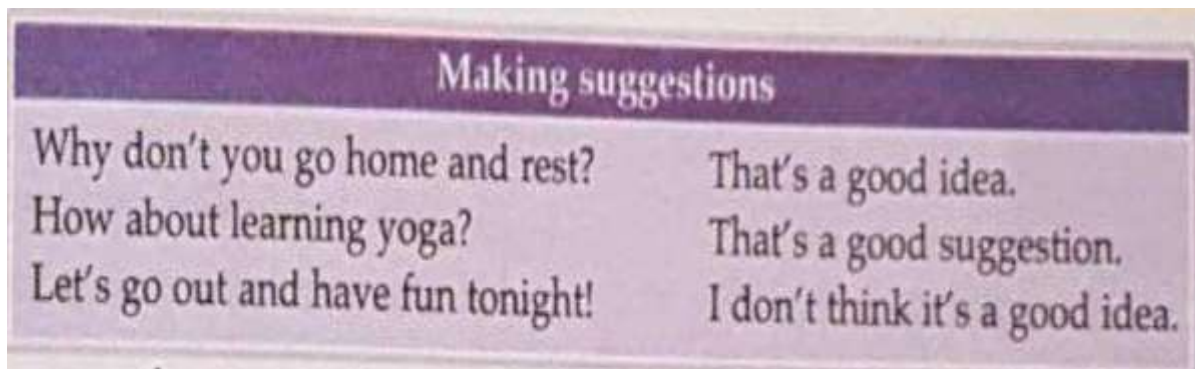 Making suggestions
Why don't you go home and rest? That's a good idea.
How about learning yoga? That's a good suggestion.
Let's go out and have fun tonight! I don't think it's a good idea.